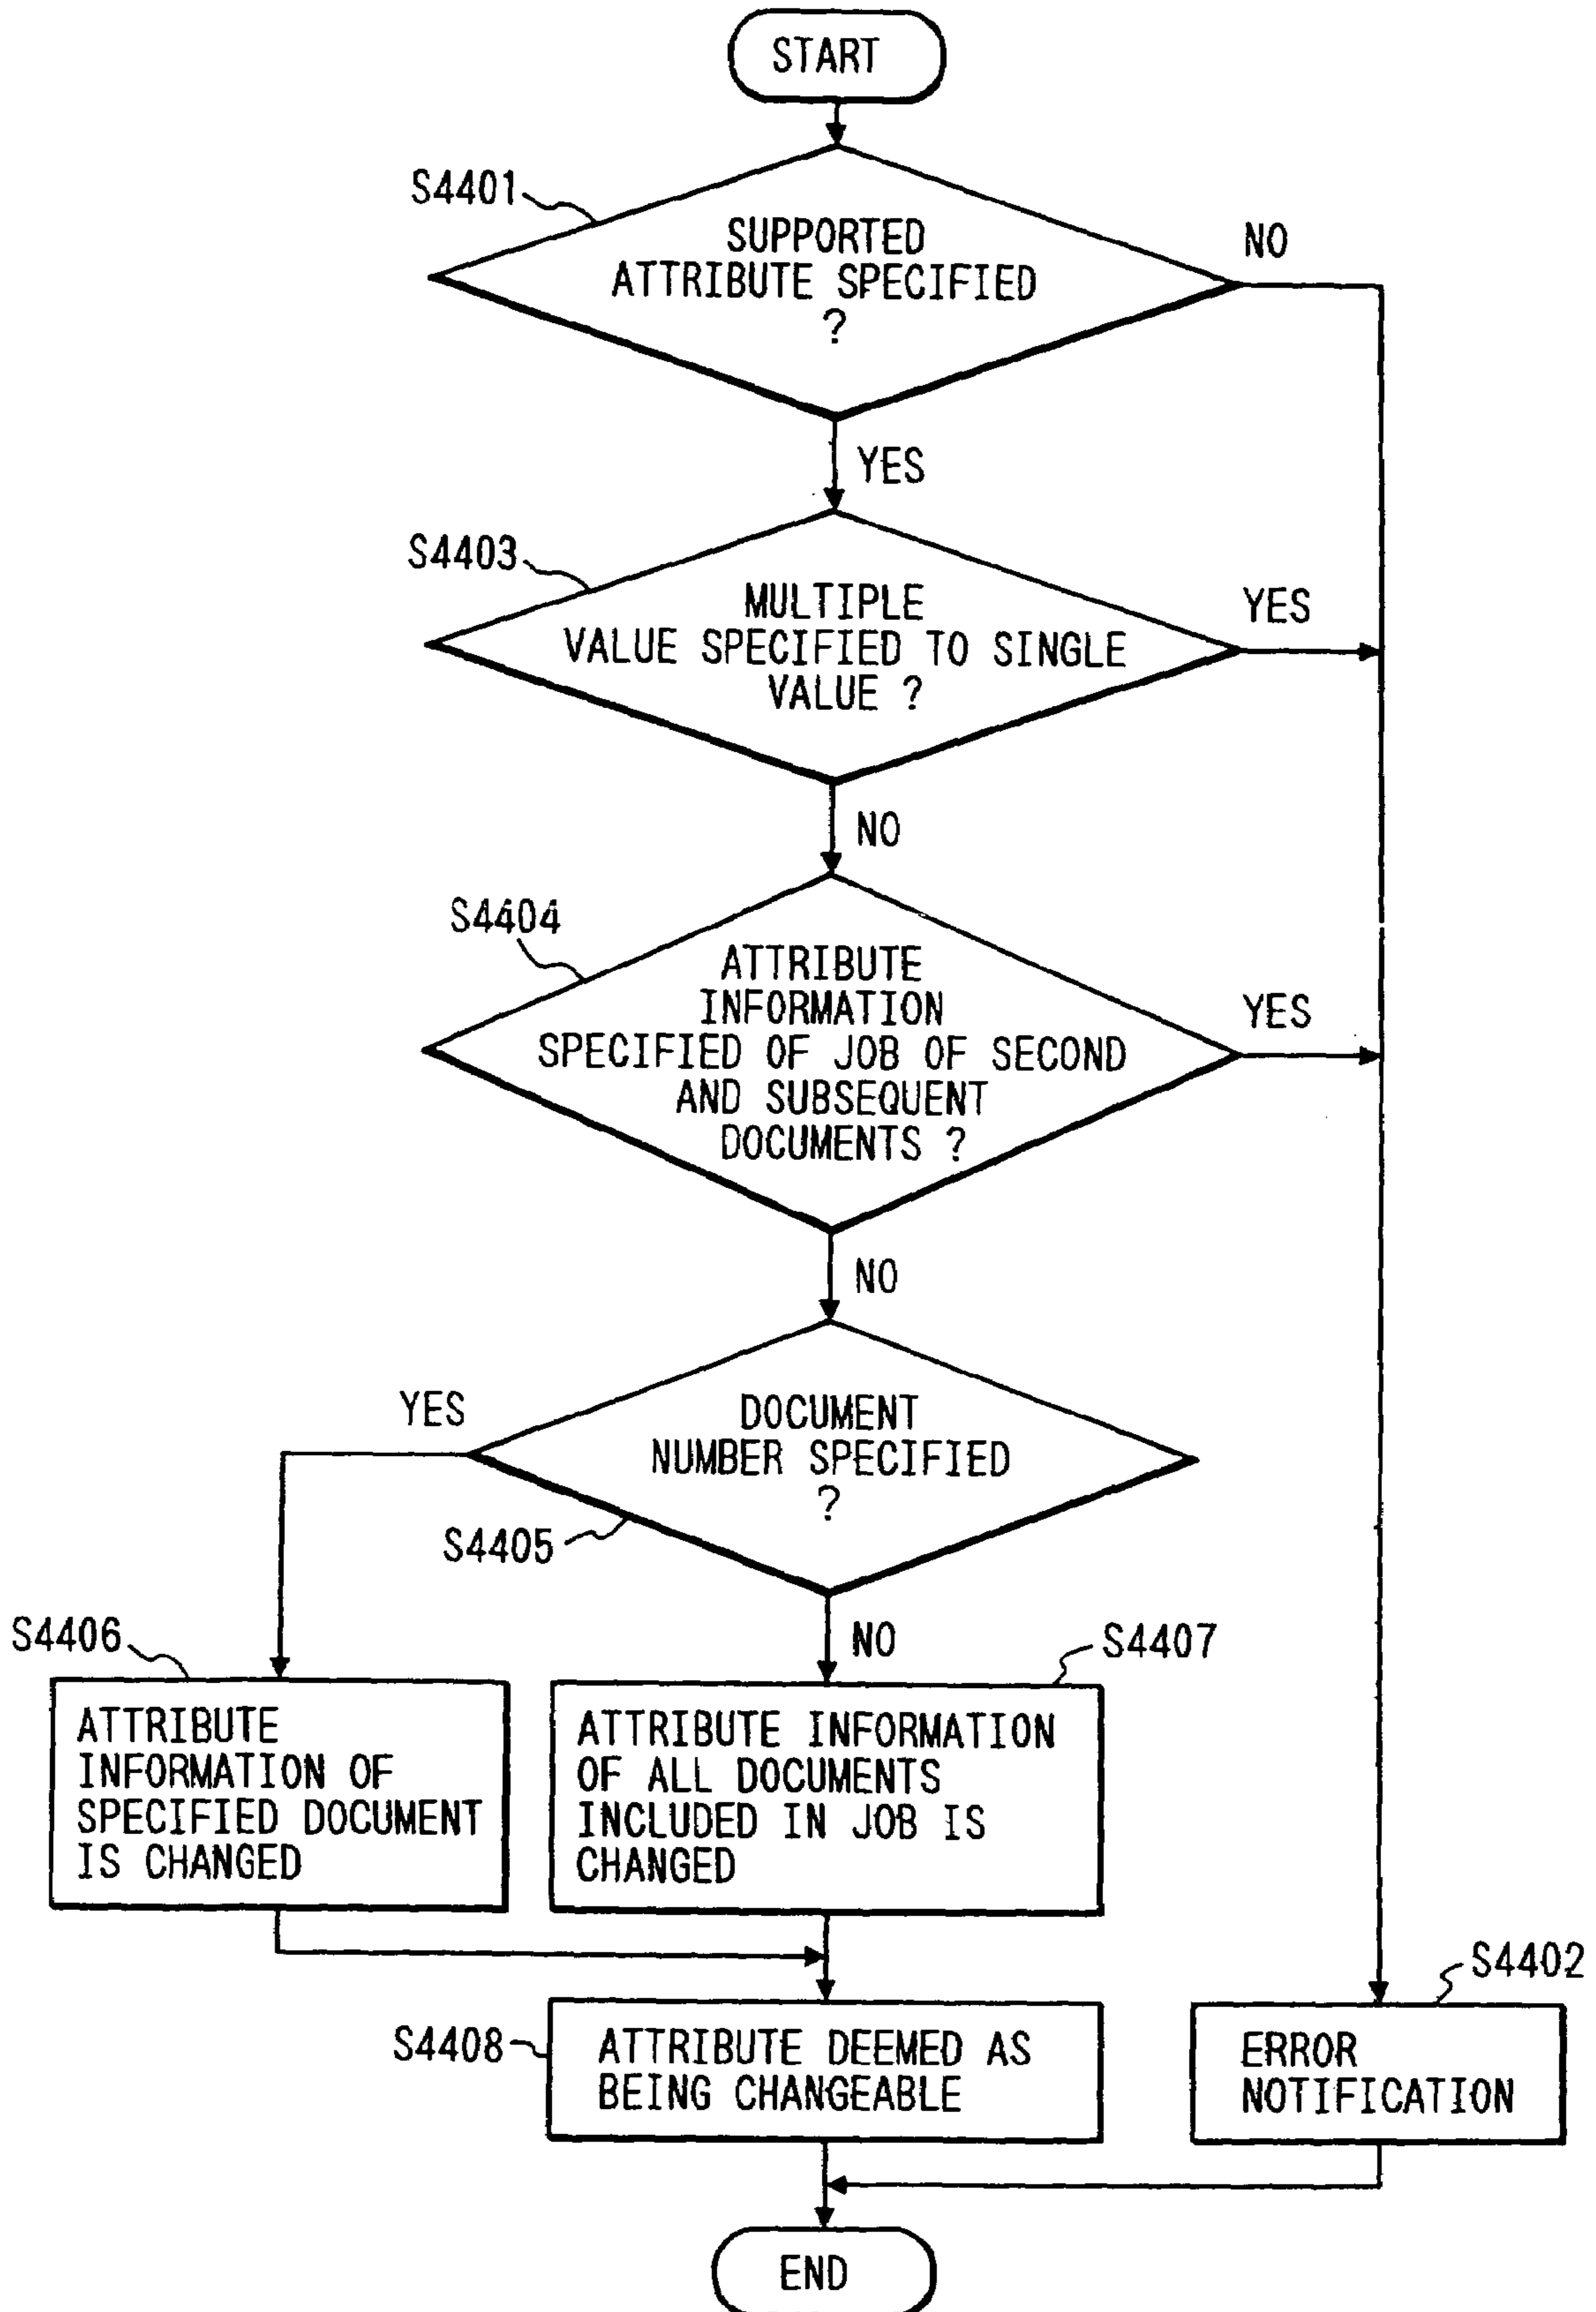 START
S4401
SUPPORTED
ATTRIBUTE SPECIFIED
?
NO
YES
S4403
MULTIPLE
VALUE SPECIFIED TO SINGLE
VALUE ?
YES
NO
S4404
ATTRIBUTE
INFORMATION
SPECIFIED OF JOB OF SECOND
AND SUBSEQUENT
DOCUMENTS ?
YES
NO
YES
DOCUMENT
NUMBER SPECIFIED
?
S4405
S4406
NO
S4407
ATTRIBUTE
INFORMATION OF
SPECIFIED DOCUMENT
IS CHANGED
ATTRIBUTE INFORMATION
OF ALL DOCUMENTS
INCLUDED IN JOB IS
CHANGED
S4402
S4408
ATTRIBUTE DEEMED AS
BEING CHANGEABLE
ERROR
NOTIFICATION
END